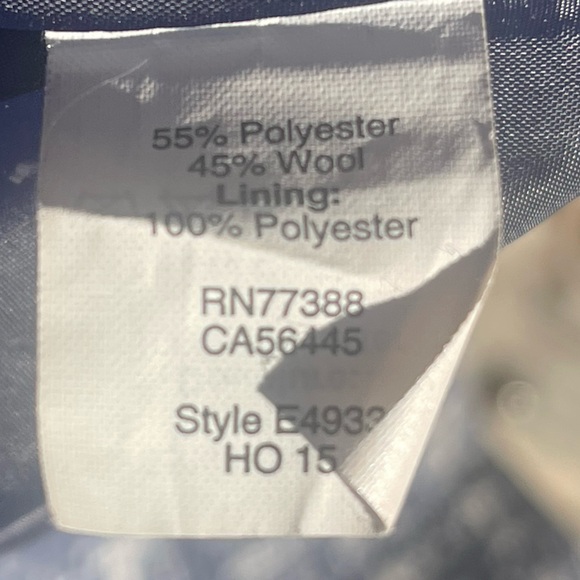 55% Polyester
45% Wool
Lining:
100% Polyester
RN77388
CA56445
Style E4933
HO 15